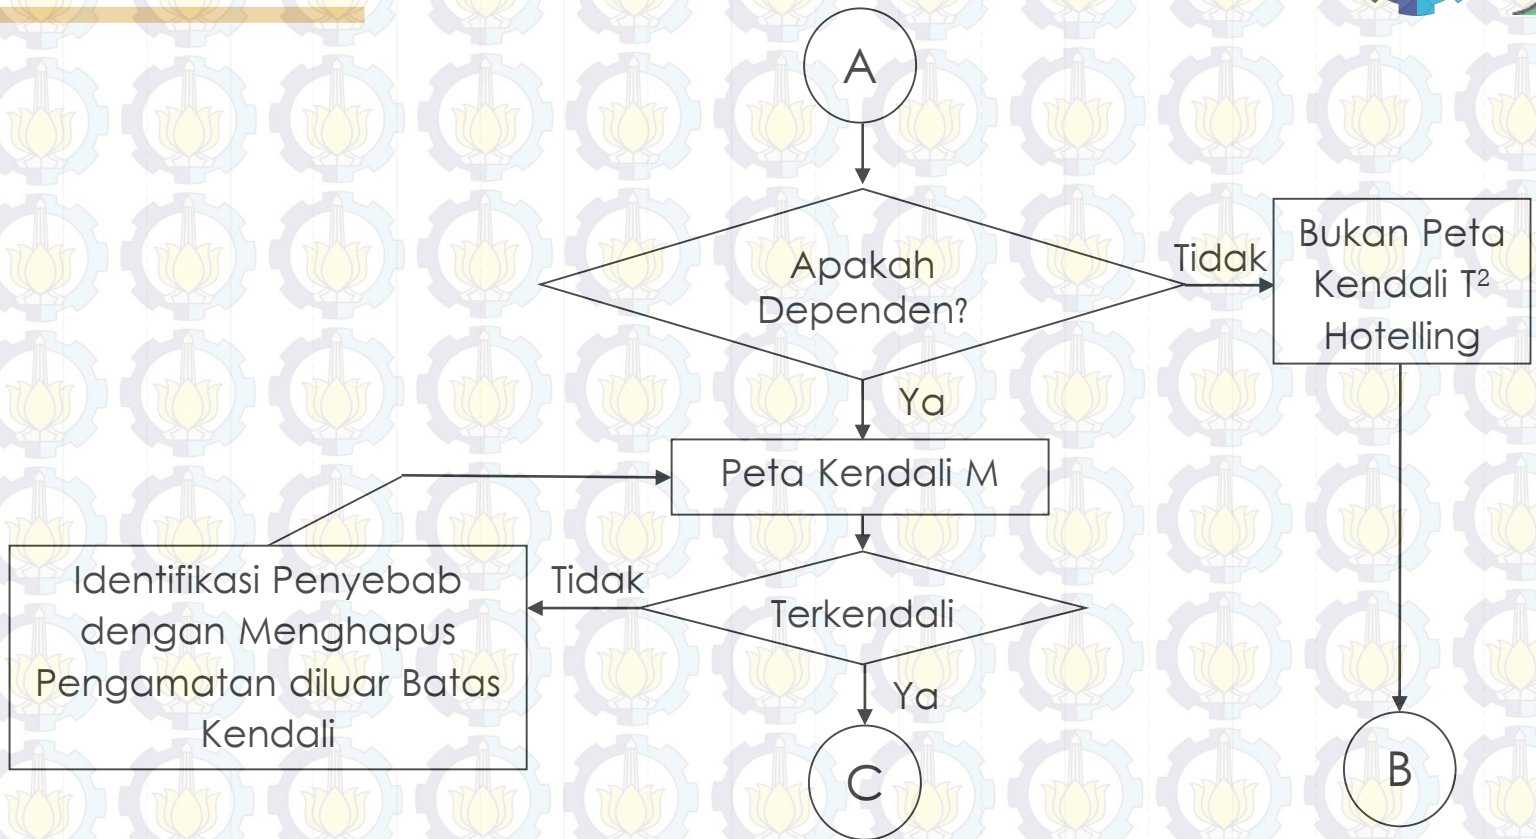 A
Apakah
Dependen?
Tidak
Bukan Peta
Kendali T²
Hotelling
Ya
Peta Kendali M
Identifikasi Penyebab
dengan Menghapus
Pengamatan diluar Batas
Kendali
Tidak
Terkendali
Ya
C
B